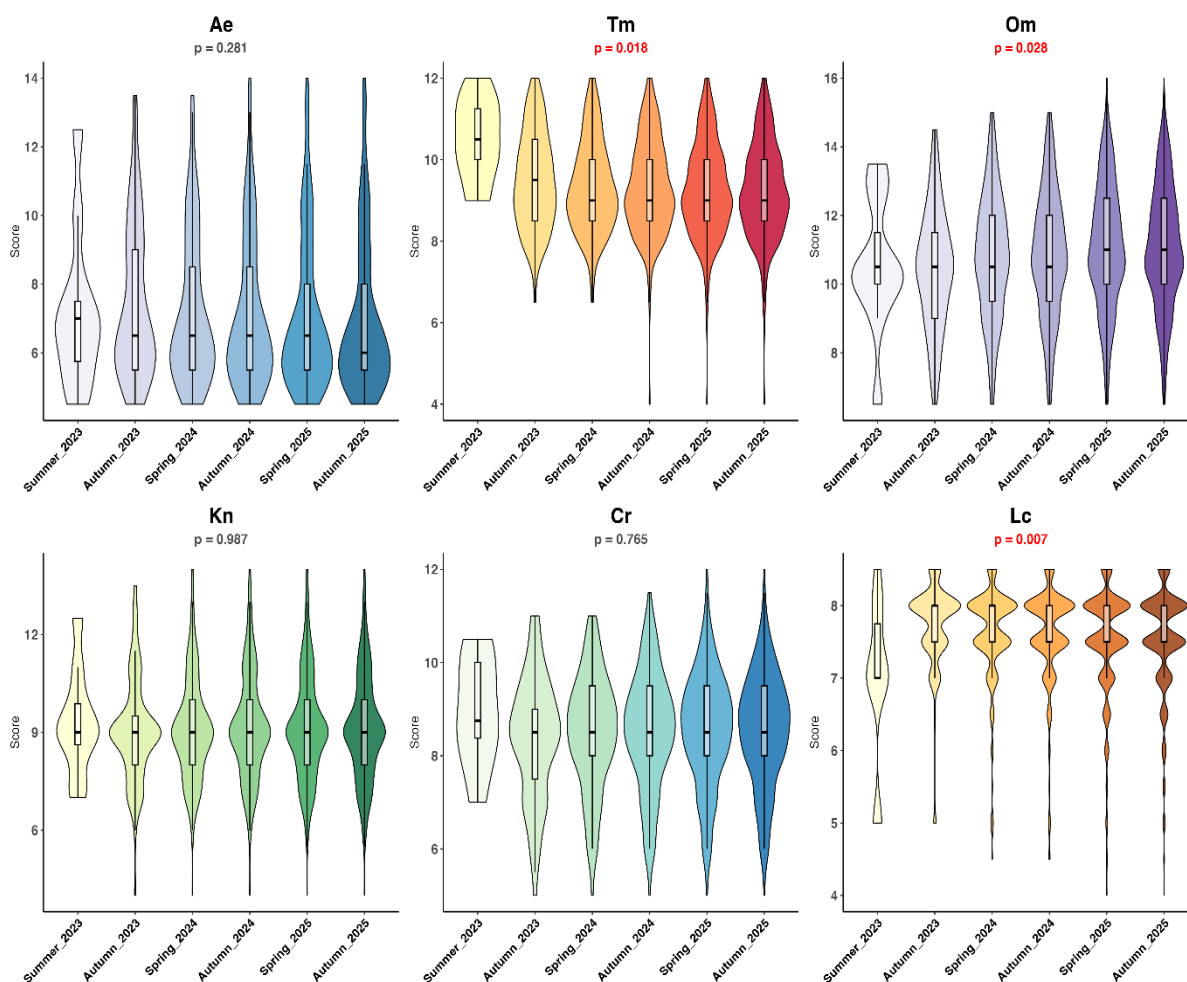 Ae
p = 0.281
Score
14
12
10
8
6
Summer_2023
Autumn_2023
Spring_2024
Autumn_2024
Spring_2025
Autumn_2025
Tm
p = 0.018
Score
12
10
8
6
4
Summer_2023
Autumn_2023
Spring_2024
Autumn_2024
Spring_2025
Autumn_2025
Om
p = 0.028
Score
16
14
12
10
8
Summer_2023
Autumn_2023
Spring_2024
Autumn_2024
Spring_2025
Autumn_2025
Kn
p = 0.987
Score
12
9
6
Summer_2023
Autumn_2023
Spring_2024
Autumn_2024
Spring_2025
Autumn_2025
Cr
p = 0.765
Score
12
10
8
6
Summer_2023
Autumn_2023
Spring_2024
Autumn_2024
Spring_2025
Autumn_2025
Lc
p = 0.007
Score
8
7
6
5
4
Summer_2023
Autumn_2023
Spring_2024
Autumn_2024
Spring_2025
Autumn_2025